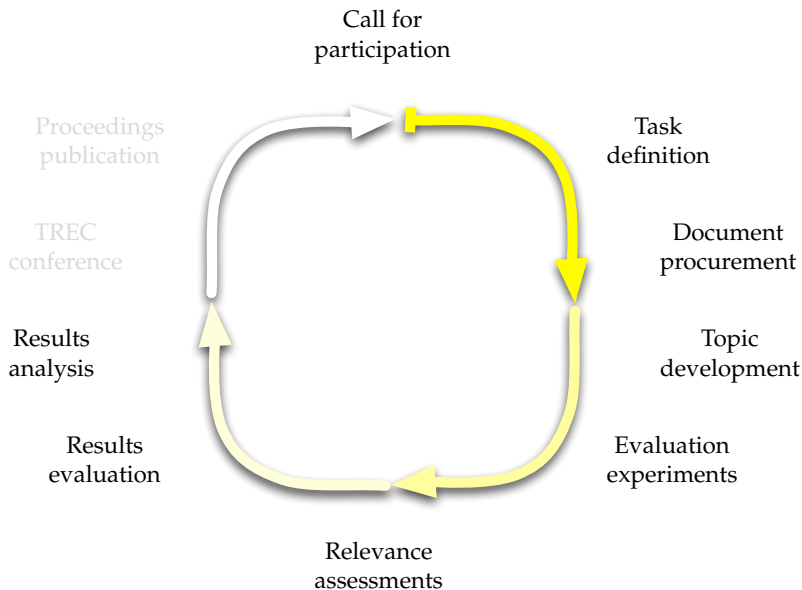 Call for
participation
Task
definition
Document
procurement
Topic
development
Evaluation
experiments
Relevance
assessments
Results
evaluation
Results
analysis
TREC
conference
Proceedings
publication